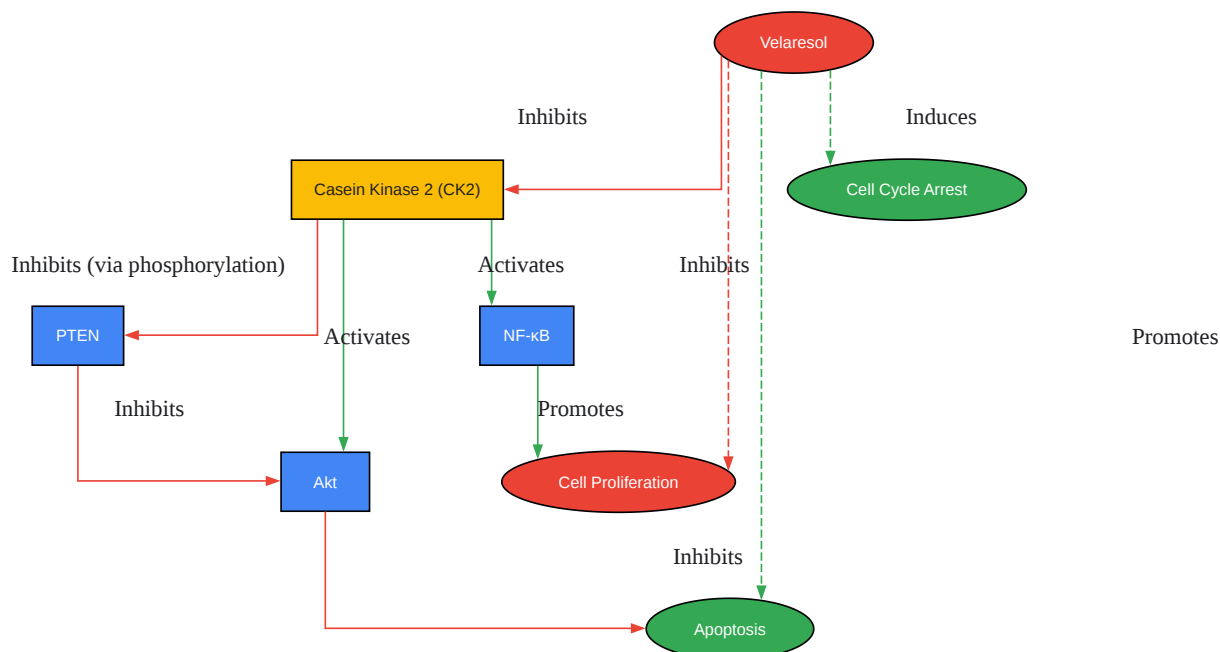 Velaresol
Inhibits
Induces
Casein Kinase 2 (CK2)
Cell Cycle Arrest
Inhibits (via phosphorylation)
Activates
Inhibits
PTEN
Activates
NF-κB
Promotes
Inhibits
Promotes
Akt
Cell Proliferation
Inhibits
Apoptosis